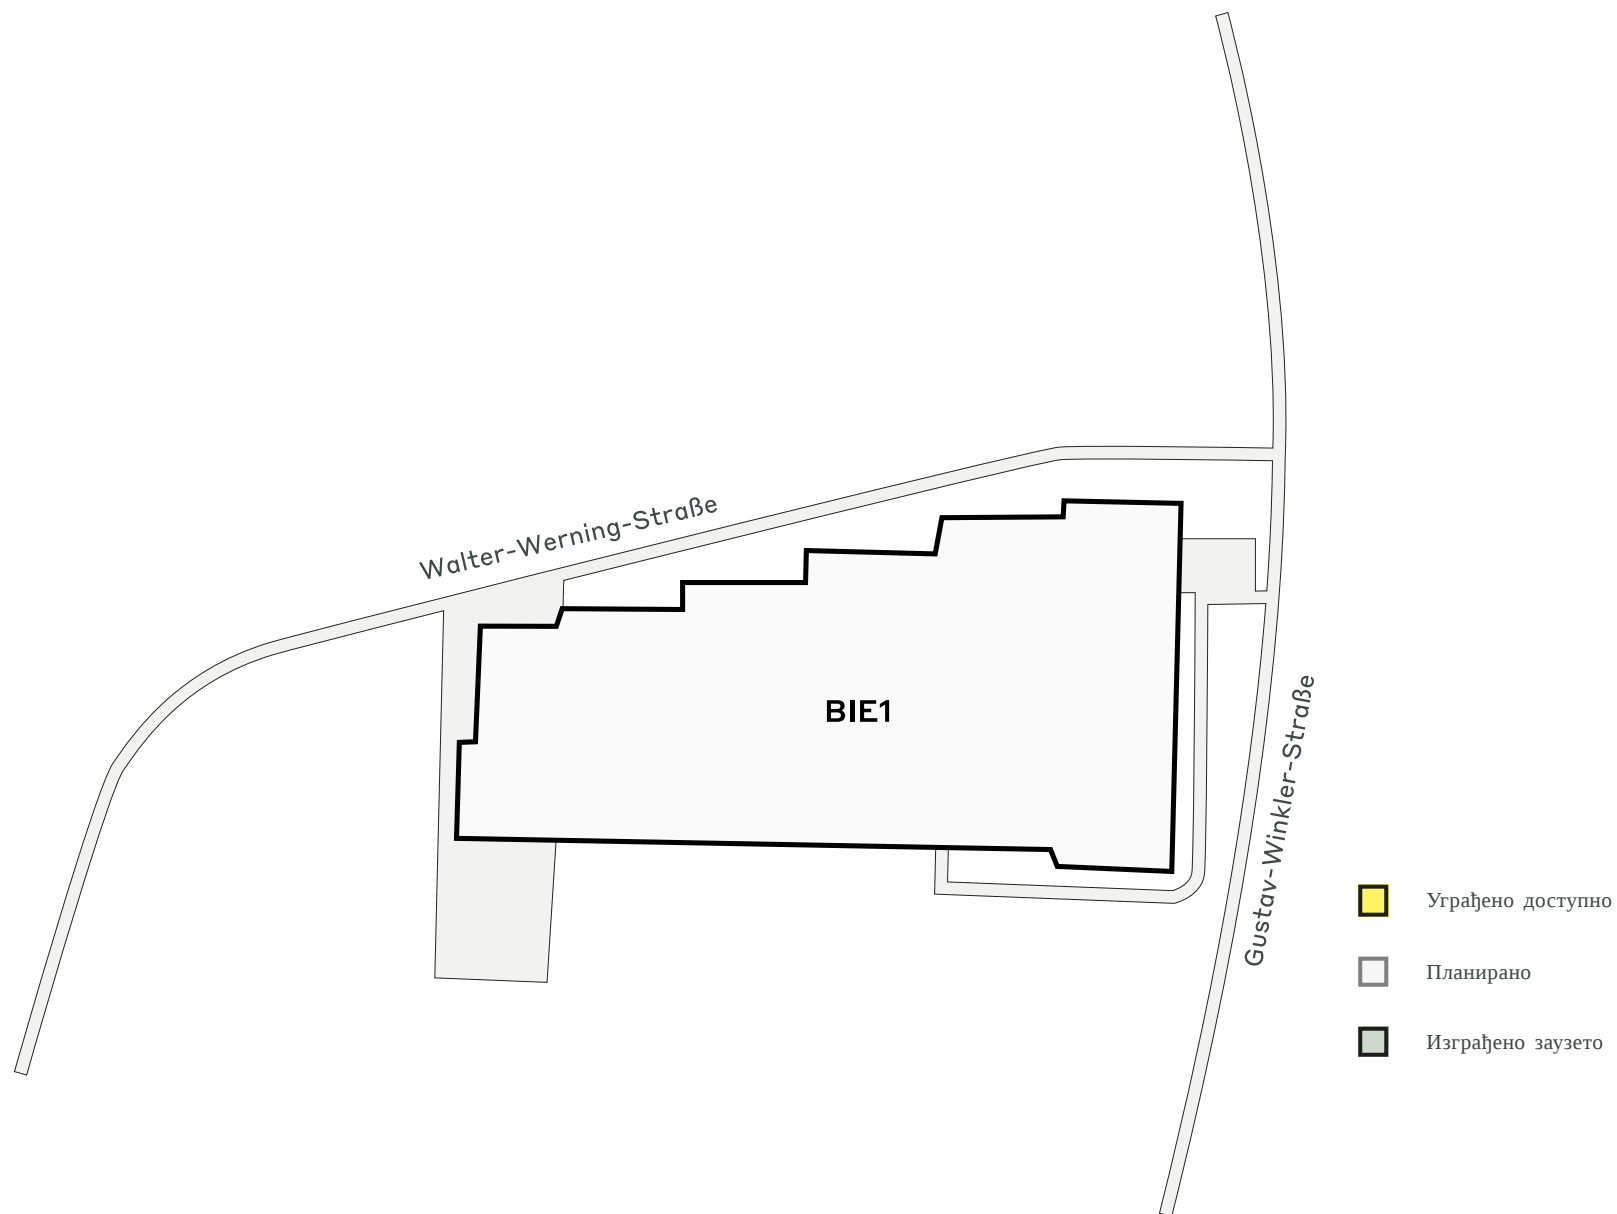 Walter-Werning-Straße
BIE1
Gustav-Winkler-Straße
Уграђено доступно
Планирано
Изграђено заузето